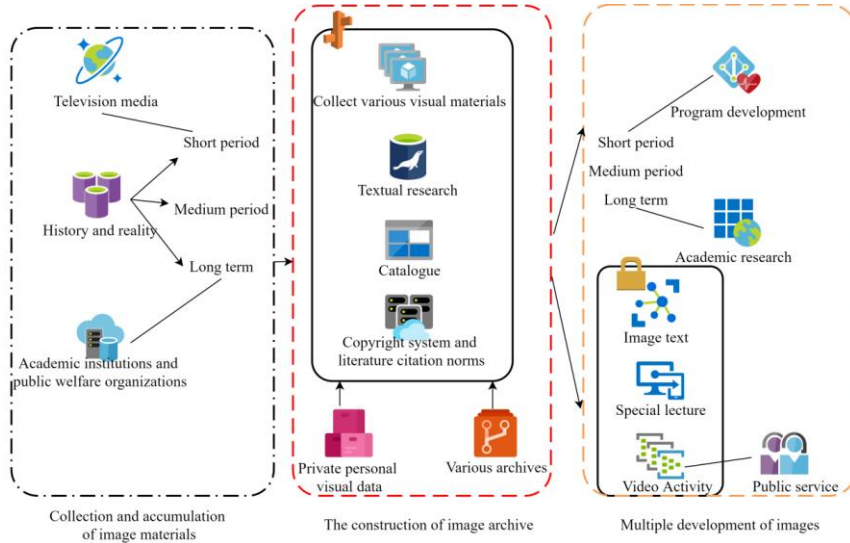 Television media
Short period
History and reality
Medium period
Long term
Academic institutions and
public welfare organizations
Collection and accumulation
of image materials
Collect various visual materials
Textual research
Catalogue
Copyright system and
literature citation norms
Private personal
visual data
Various archives
The construction of image archive
Program development
Short period
Medium period
Long term
Academic research
Image text
Special lecture
Video Activity
Public service
Multiple development of images